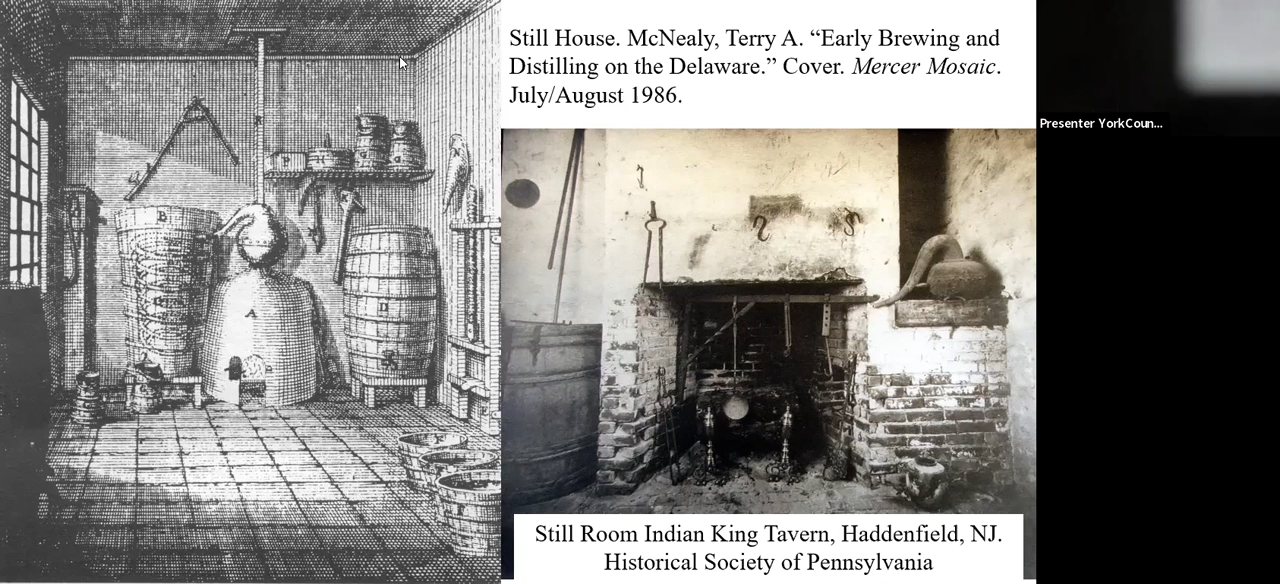 Still House. McNealy, Terry A. “Early Brewing and
Distilling on the Delaware.” Cover. Mercer Mosaic.
July/August 1986.
Presenter YorkCoun...
A
B
D
Still Room Indian King Tavern, Haddenfield, NJ.
Historical Society of Pennsylvania